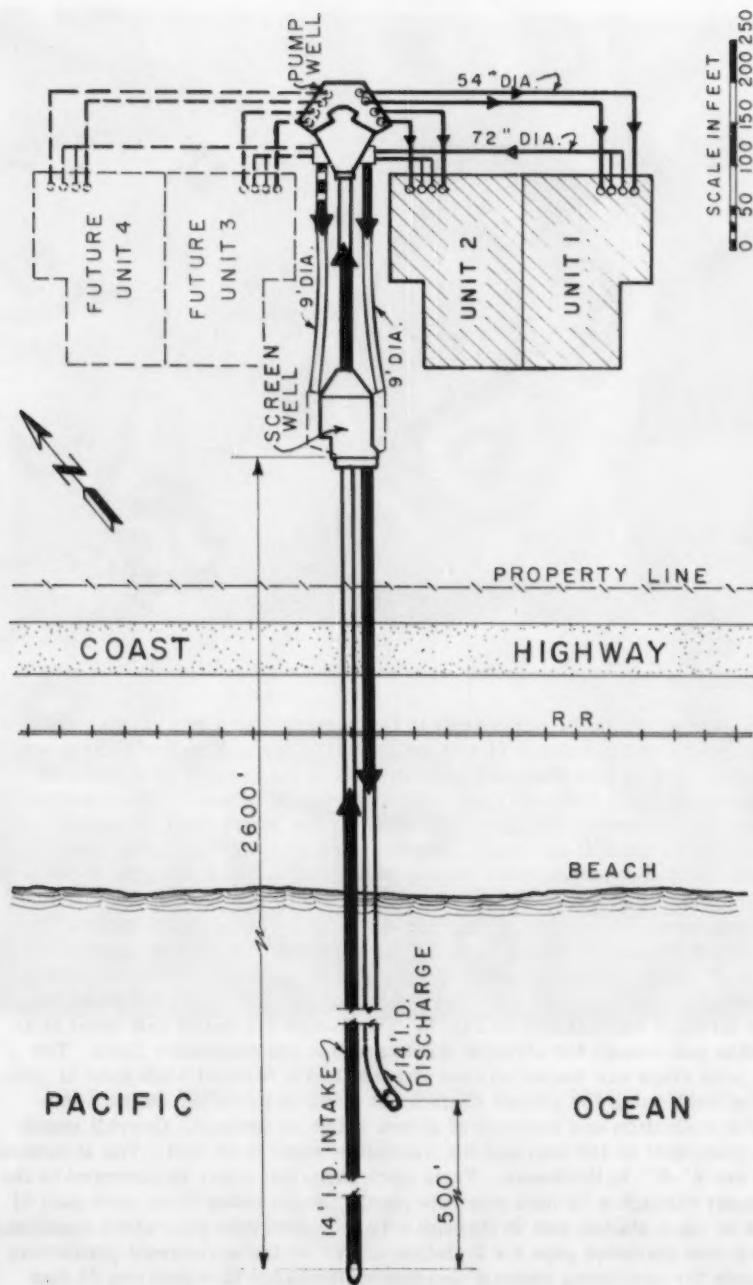 PUMP
WELL
54" DIA.
72" DIA.
SCALE IN FEET
0 50 100 150 200 250
FUTURE
UNIT 4
FUTURE
UNIT 3
UNIT 2
UNIT 1
9' DIA.
9' DIA.
SCREEN
WELL
N
PROPERTY LINE
COAST HIGHWAY
R.R.
2600'
BEACH
14' I.D. INTAKE
14' I.D.
DISCHARGE
PACIFIC OCEAN
500'